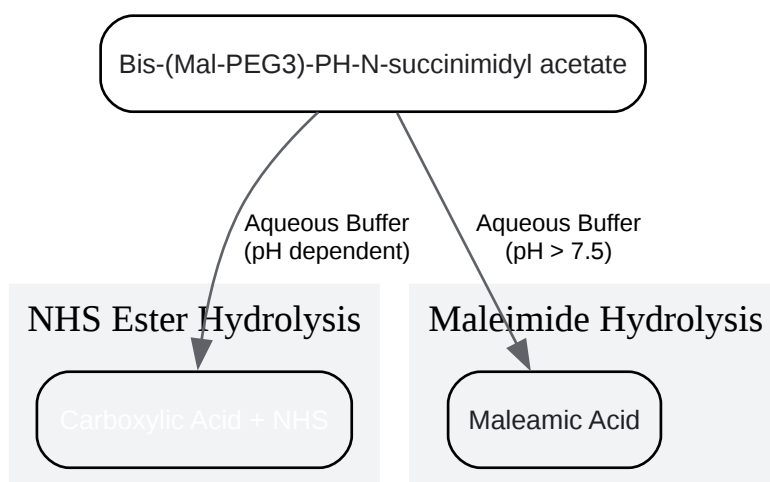 Bis-(Mal-PEG3)-PH-N-succinimidyl acetate
Aqueous Buffer
(pH dependent)
Aqueous Buffer
(pH > 7.5)
NHS Ester Hydrolysis
Maleimide Hydrolysis
Carboxylic Acid + NHS
Maleamic Acid